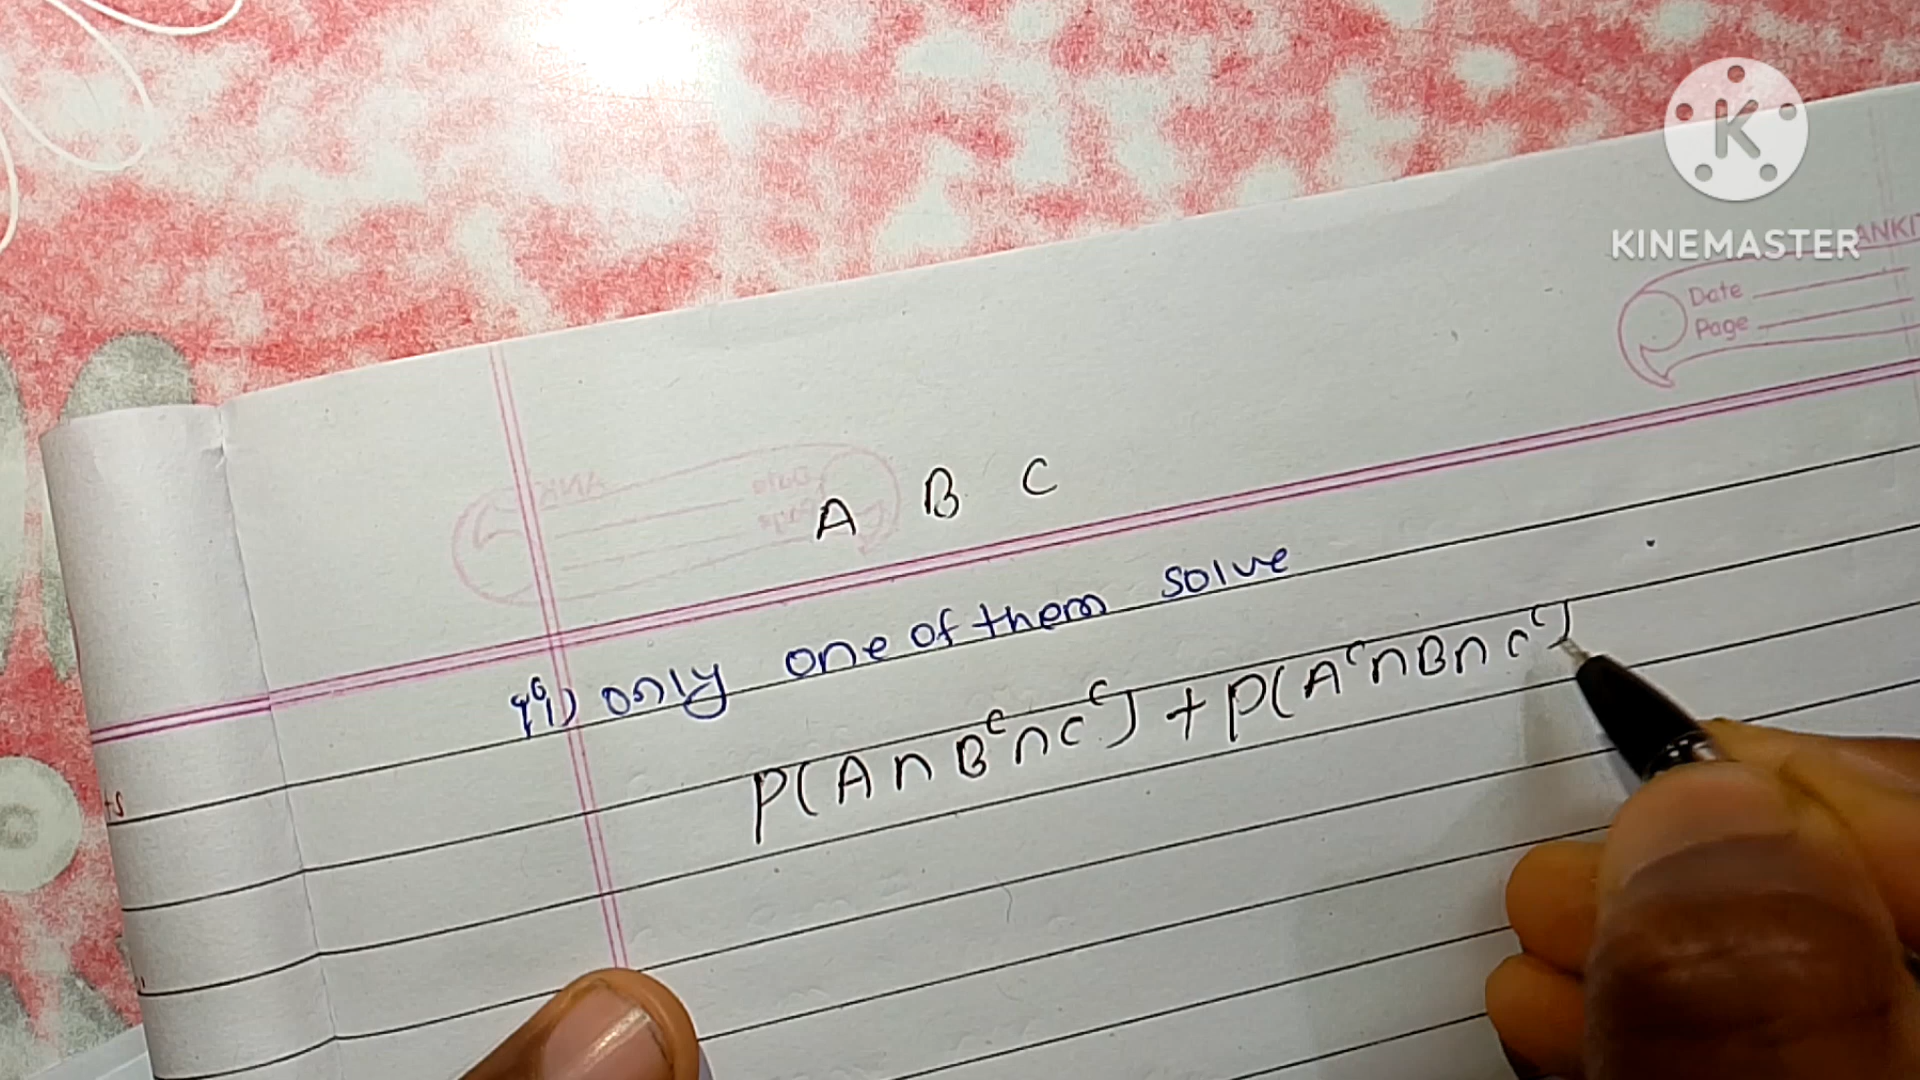 KINEMASTER
Date
Page
A B C
ii) only one of them solve
P(A ∩ Bᶜ ∩ Cᶜ) + P(Aᶜ ∩ B ∩ Cᶜ)